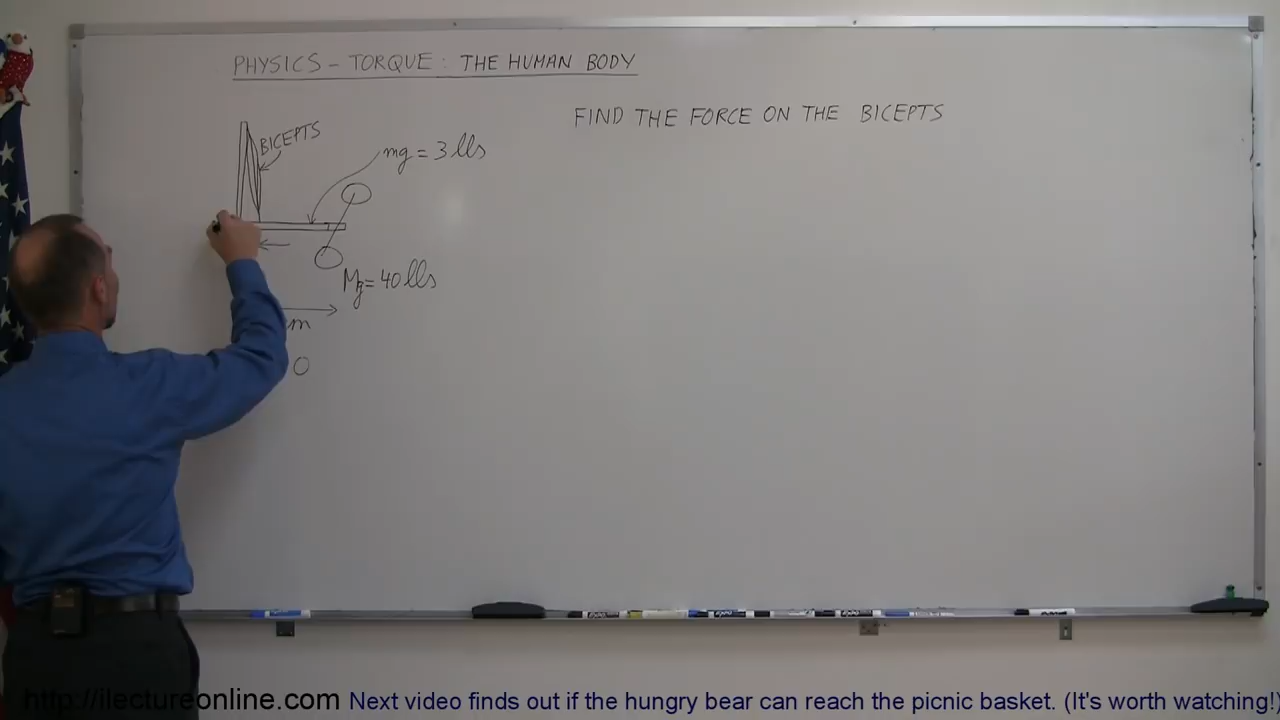 PHYSICS - TORQUE: THE HUMAN BODY
FIND THE FORCE ON THE BICEPTS
BICEPTS
mg = 3 lbs
Mg = 40 lbs
m
0
http://ilectureonline.com Next video finds out if the hungry bear can reach the picnic basket. (It's worth watching!)